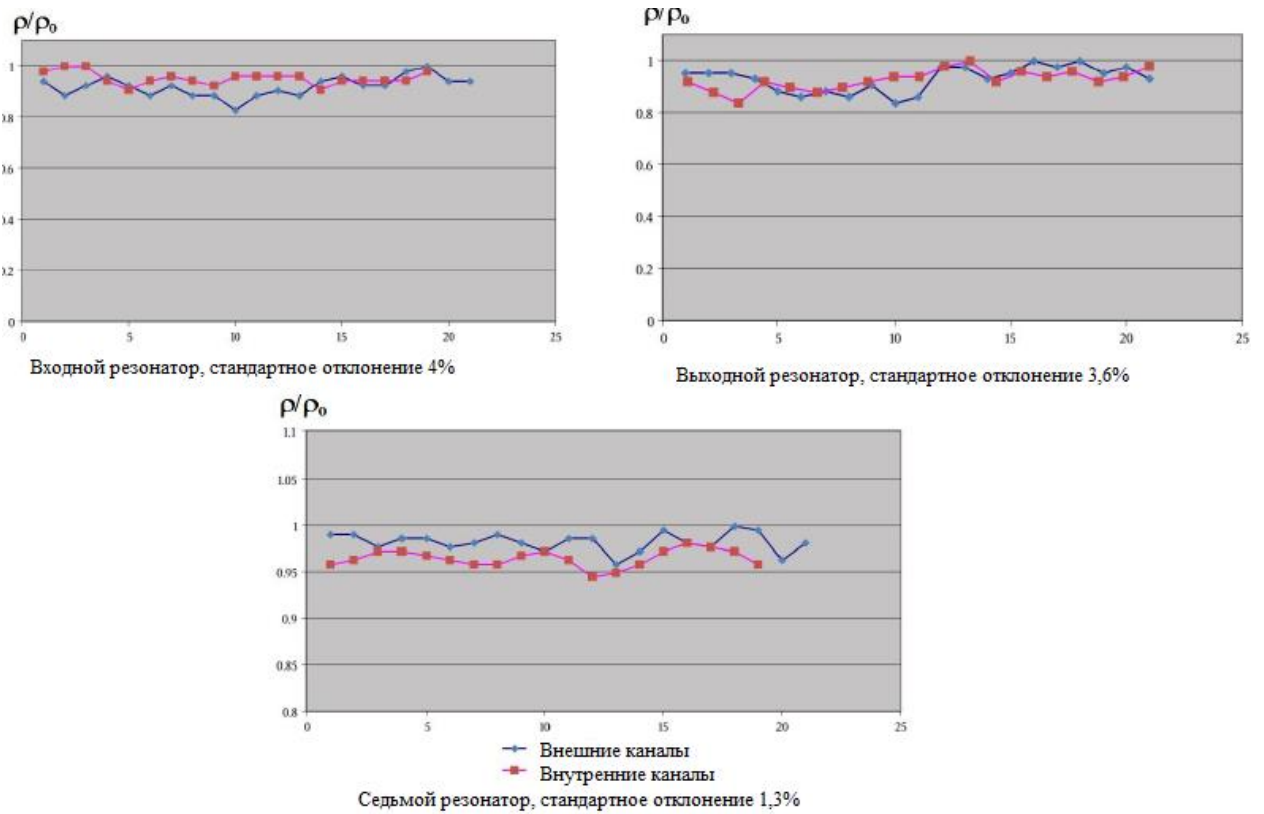 ρ/ρ₀
1
0.8
0.6
0.4
0.2
0
0 5 10 15 20 25
Входной резонатор, стандартное отклонение 4%
ρ/ρ₀
1
0.8
0.6
0.4
0.2
0
0 5 10 15 20 25
Выходной резонатор, стандартное отклонение 3,6%
ρ/ρ₀
1.1
1.05
1
0.95
0.9
0.85
0.8
0 5 10 15 20 25
Внешние каналы
Внутренние каналы
Седьмой резонатор, стандартное отклонение 1,3%